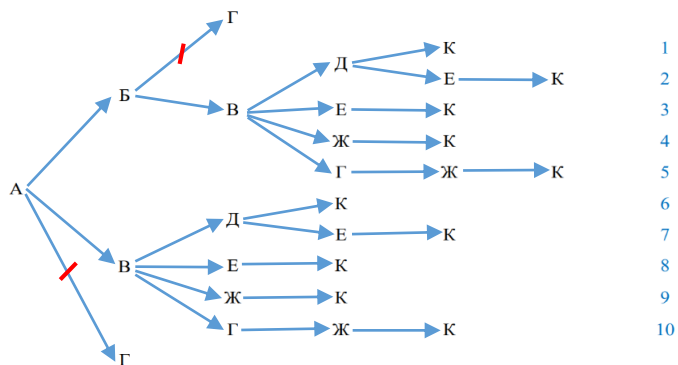 Г
К 1
Д
Б Е К 2
В Е К 3
Ж К 4
Г Ж К 5
А
К 6
Д
Е К 7
В Е К 8
Ж К 9
Г Ж К 10
Г